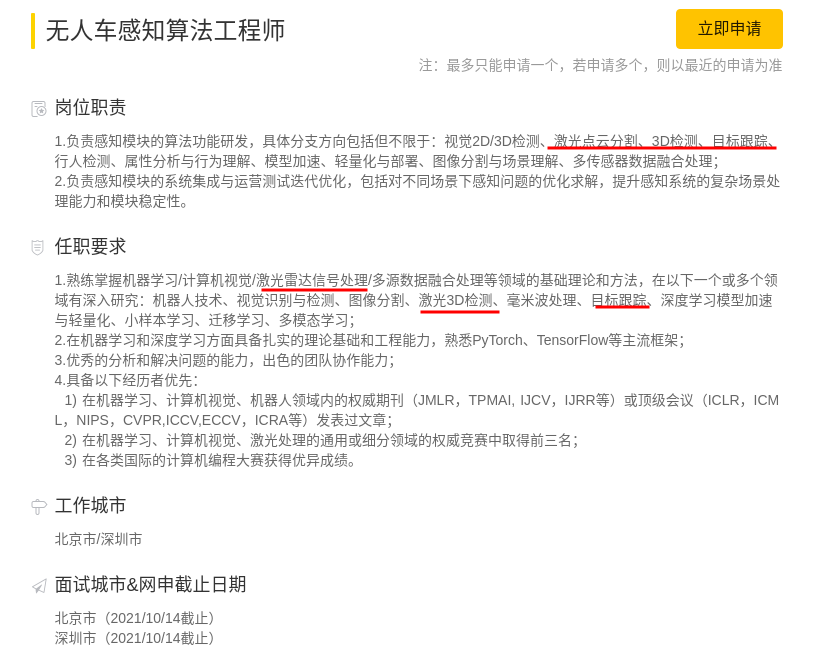 无人车感知算法工程师
立即申请
注：最多只能申请一个，若申请多个，则以最近的申请为准
岗位职责
1.负责感知模块的算法功能研发，具体分支方向包括但不限于：视觉2D/3D检测、激光点云分割、3D检测、目标跟踪、
行人检测、属性分析与行为理解、模型加速、轻量化与部署、图像分割与场景理解、多传感器数据融合处理；
2.负责感知模块的系统集成与运营测试迭代优化，包括对不同场景下感知问题的优化求解，提升感知系统的复杂场景处
理能力和模块稳定性。
任职要求
1.熟练掌握机器学习/计算机视觉/激光雷达信号处理/多源数据融合处理等领域的基础理论和方法，在以下一个或多个领
域有深入研究：机器人技术、视觉识别与检测、图像分割、激光3D检测、毫米波处理、目标跟踪、深度学习模型加速
与轻量化、小样本学习、迁移学习、多模态学习；
2.在机器学习和深度学习方面具备扎实的理论基础和工程能力，熟悉PyTorch、TensorFlow等主流框架；
3.优秀的分析和解决问题的能力，出色的团队协作能力；
4.具备以下经历者优先：
1) 在机器学习、计算机视觉、机器人领域内的权威期刊（JMLR，TPMAI, IJCV，IJRR等）或顶级会议（ICLR，ICM
L，NIPS，CVPR,ICCV,ECCV，ICRA等）发表过文章；
2) 在机器学习、计算机视觉、激光处理的通用或细分领域的权威竞赛中取得前三名；
3) 在各类国际的计算机编程大赛获得优异成绩。
工作城市
北京市/深圳市
面试城市&网申截止日期
北京市（2021/10/14截止）
深圳市（2021/10/14截止）